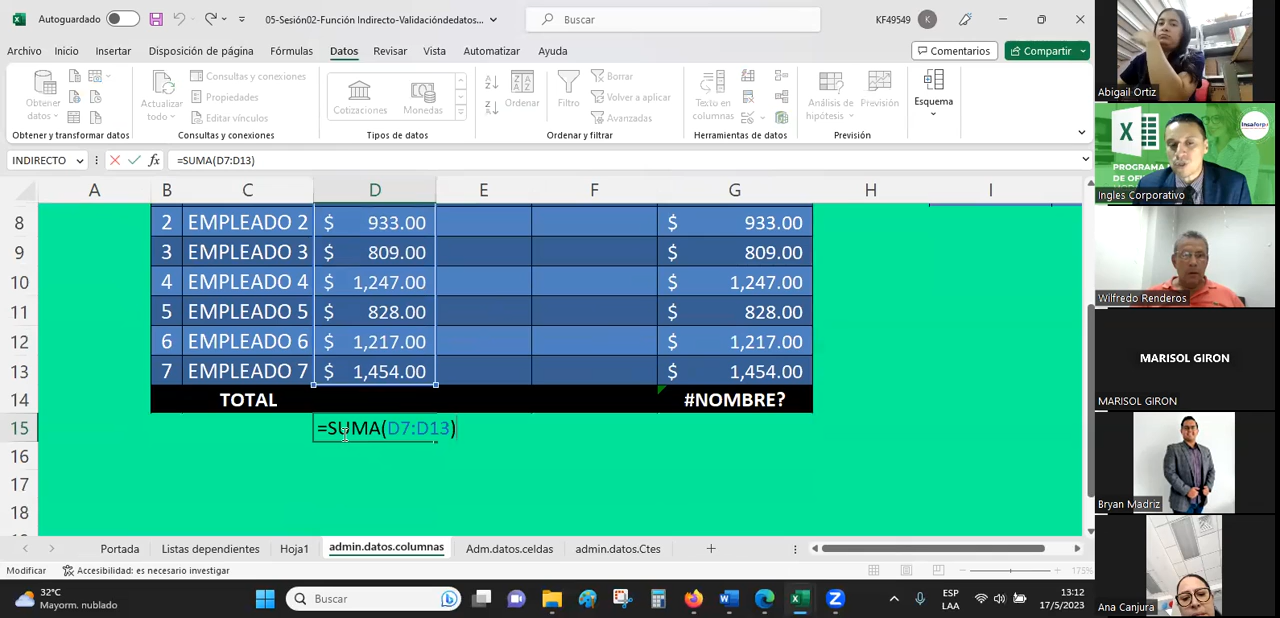 Autoguardado
05-Sesión02-Función Indirecto-Validacióndedatos...
Buscar
KF49549
K
Archivo Inicio Insertar Disposición de página Fórmulas Datos Revisar Vista Automatizar Ayuda
Comentarios
Compartir
Obtener datos
Obtener y transformar datos
Actualizar todo
Consultas y conexiones
Propiedades
Editar vínculos
Consultas y conexiones
Cotizaciones
Monedas
Tipos de datos
Ordenar
Filtro
Borrar
Volver a aplicar
Avanzadas
Ordenar y filtrar
Texto en columnas
Herramientas de datos
Análisis de hipótesis
Previsión
Previsión
Esquema
INDIRECTO
fx
=SUMA(D7:D13)
A B C D E F G H I
8 2 EMPLEADO 2 $ 933.00 $ 933.00
9 3 EMPLEADO 3 $ 809.00 $ 809.00
10 4 EMPLEADO 4 $ 1,247.00 $ 1,247.00
11 5 EMPLEADO 5 $ 828.00 $ 828.00
12 6 EMPLEADO 6 $ 1,217.00 $ 1,217.00
13 7 EMPLEADO 7 $ 1,454.00 $ 1,454.00
14 TOTAL #NOMBRE?
15 =SUMA(D7:D13)
16
17
18
Portada Listas dependientes Hoja1 admin.datos.columnas Adm.datos.celdas admin.datos.Ctes
Modificar
Accesibilidad: es necesario investigar
175%
32°C
Mayorm. nublado
Buscar
ESP
LAA
13:12
17/5/2023
Abigail Ortiz
PROGRAMA
DE OFI
Insaforp
Ingles Corporativo
Wilfredo Renderos
MARISOL GIRON
MARISOL GIRON
Bryan Madriz
Ana Canjura